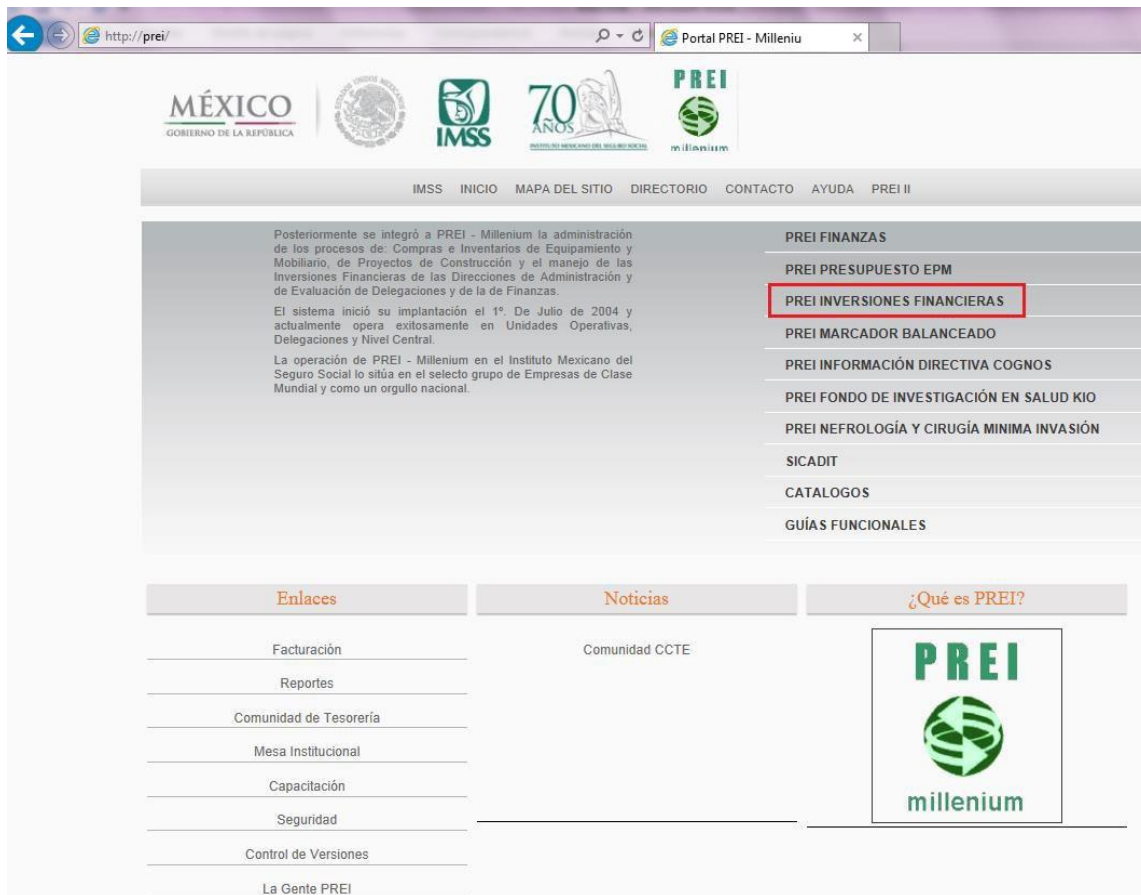 http://prei/
Portal PREI - Milleniu
MÉXICO
GOBIERNO DE LA REPÚBLICA
ESTADOS UNIDOS MEXICANOS
IMSS
70
AÑOS
INSTITUTO MEXICANO DEL SEGURO SOCIAL
PREI
millenium
IMSS INICIO MAPA DEL SITIO DIRECTORIO CONTACTO AYUDA PREI II
Posteriormente se integró a PREI - Millenium la administración
de los procesos de: Compras e Inventarios de Equipamiento y
Mobiliario, de Proyectos de Construcción y el manejo de las
Inversiones Financieras de las Direcciones de Administración y
de Evaluación de Delegaciones y de la de Finanzas.
El sistema inició su implantación el 1º. De Julio de 2004 y
actualmente opera exitosamente en Unidades Operativas,
Delegaciones y Nivel Central.
La operación de PREI - Millenium en el Instituto Mexicano del
Seguro Social lo sitúa en el selecto grupo de Empresas de Clase
Mundial y como un orgullo nacional.
PREI FINANZAS
PREI PRESUPUESTO EPM
PREI INVERSIONES FINANCIERAS
PREI MARCADOR BALANCEADO
PREI INFORMACIÓN DIRECTIVA COGNOS
PREI FONDO DE INVESTIGACIÓN EN SALUD KIO
PREI NEFROLOGÍA Y CIRUGÍA MINIMA INVASIÓN
SICADIT
CATALOGOS
GUÍAS FUNCIONALES
Enlaces
Facturación
Reportes
Comunidad de Tesorería
Mesa Institucional
Capacitación
Seguridad
Control de Versiones
La Gente PREI
Noticias
Comunidad CCTE
¿Qué es PREI?
PREI
millenium